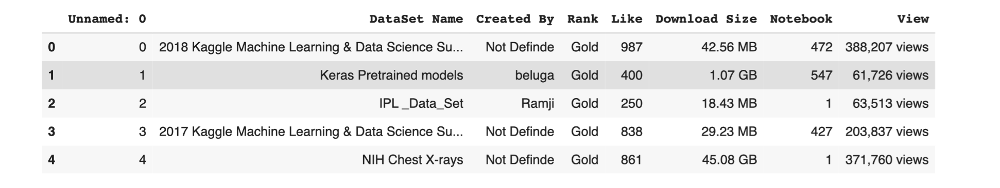 Unnamed: 0 DataSet Name Created By Rank Like Download Size Notebook View
0 0 2018 Kaggle Machine Learning & Data Science Su... Not Definde Gold 987 42.56 MB 472 388,207 views
1 1 Keras Pretrained models beluga Gold 400 1.07 GB 547 61,726 views
2 2 IPL _Data_Set Ramji Gold 250 18.43 MB 1 63,513 views
3 3 2017 Kaggle Machine Learning & Data Science Su... Not Definde Gold 838 29.23 MB 427 203,837 views
4 4 NIH Chest X-rays Not Definde Gold 861 45.08 GB 1 371,760 views